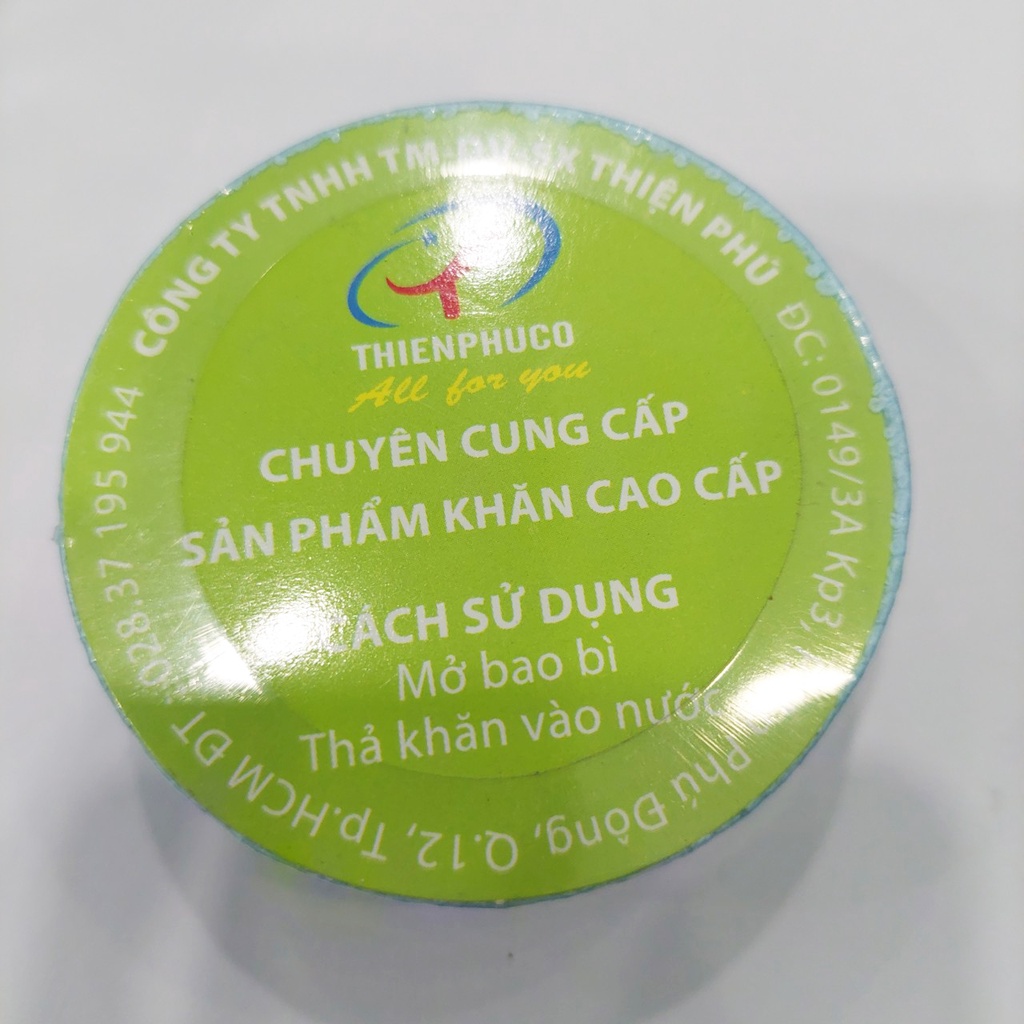 CÔNG TY TNHH TM DV SX THIỆN PHÚ ĐC: 0149/3A Kp3, Phú Đông, Q.12, Tp.HCM ĐT: 028.37 195 944
THIENPHUCO
All for you
CHUYÊN CUNG CẤP
SẢN PHẨM KHĂN CAO CẤP
CÁCH SỬ DỤNG
Mở bao bì
Thả khăn vào nước